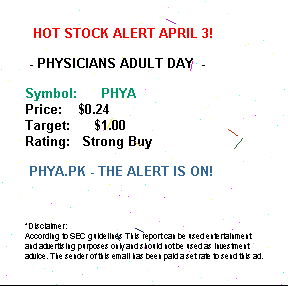 HOT STOCK ALERT APRIL 3!
- PHYSICIANS ADULT DAY -
Symbol: PHYA
Price: $0.24
Target: $1.00
Rating: Strong Buy
PHYA.PK - THE ALERT IS ON!
*Disclaimer:
According to SEC guidelines This report can be used entertainment
and advertising purposes only and should not be used as investment
advice. The sender of this email has been paid a set rate to send this ad.